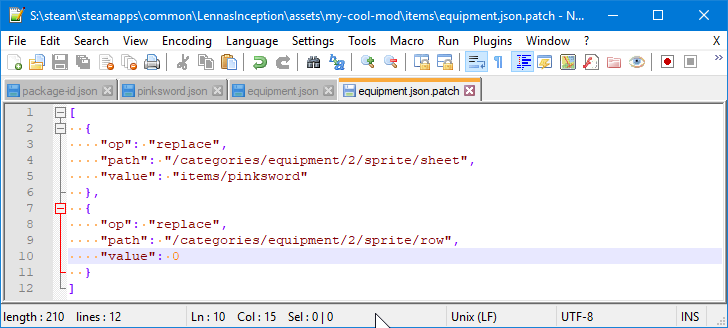 S:\steam\steamapps\common\LennasInception\assets\my-cool-mod\items\equipment.json.patch - N...
File Edit Search View Encoding Language Settings Tools Macro Run Plugins Window ? X
package-id.json pinksword.json equipment.json equipment.json.patch
1 [
2 {
3 "op": "replace",
4 "path": "/categories/equipment/2/sprite/sheet",
5 "value": "items/pinksword"
6 },
7 {
8 "op": "replace",
9 "path": "/categories/equipment/2/sprite/row",
10 "value": 0
11 }
12 ]
length : 210 lines : 12 Ln : 10 Col : 15 Sel : 0 | 0 Unix (LF) UTF-8 INS